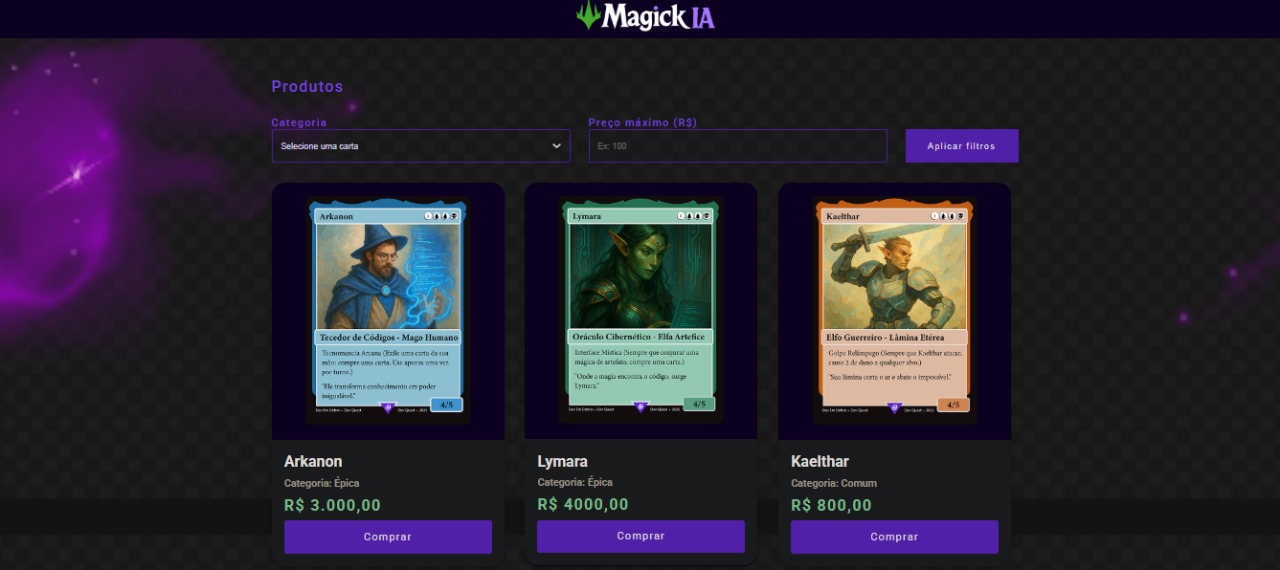 Magick IA
Produtos
Categoria
Preço máximo (R$)
Selecione uma carta
Ex: 100
Aplicar filtros
Arkanon
Tecedor de Códigos - Mago Humano
Tecnomancia Arcana (Exile uma carta da sua
mão: compre uma carta. Use apenas uma vez
por turno.)
"Ele transforma conhecimento em poder
inigualável."
4/5
Lymara
Oráculo Cibernético - Elfa Artífice
Interface Mística (Sempre que conjurar uma
mágica de artefato, compre uma carta.)
"Onde a magia encontra o código, surge
Lymara."
4/5
Kaelthar
Elfo Guerreiro - Lâmina Etérea
Golpe Relâmpago (Sempre que Kaelthar atacar,
cause 2 de dano a qualquer alvo.)
"Sua lâmina corta o ar e abate o impossível."
4/5
Arkanon
Categoria: Épica
R$ 3.000,00
Comprar
Lymara
Categoria: Épica
R$ 4000,00
Comprar
Kaelthar
Categoria: Comum
R$ 800,00
Comprar